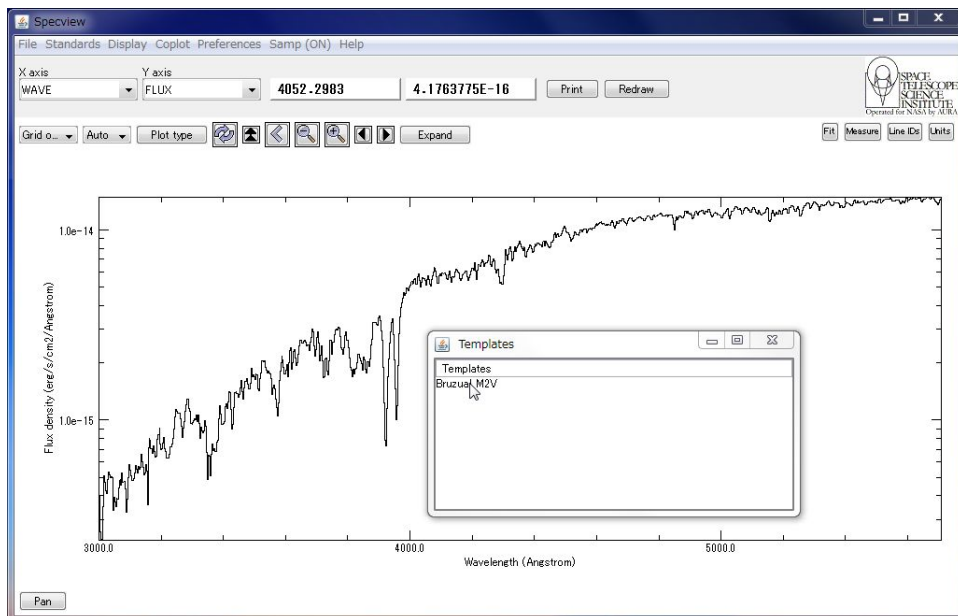 Specview
File Standards Display Coplot Preferences Samp (ON) Help
X axis Y axis
WAVE FLUX 4052.2983 4.1763775E-16 Print Redraw
SPACE
TELESCOPE
SCIENCE
INSTITUTE
Operated for NASA by AURA
Grid o... Auto Plot type Expand Fit Measure Line IDs Units
1.0e-14
Flux density (erg/s/cm2/Angstrom)
Templates
Templates
Bruzual M2V
1.0e-15
3000.0 4000.0 5000.0
Wavelength (Angstrom)
Pan